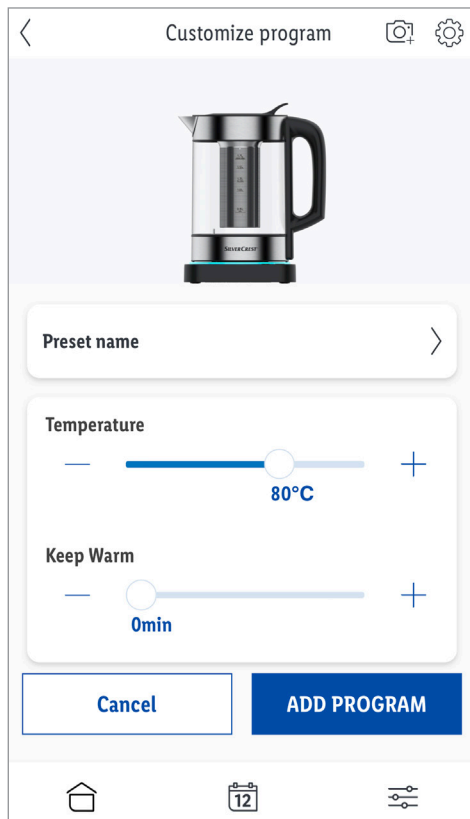 Customize program
SILVERCREST
Preset name
Temperature
80°C
Keep Warm
0min
Cancel
ADD PROGRAM
12